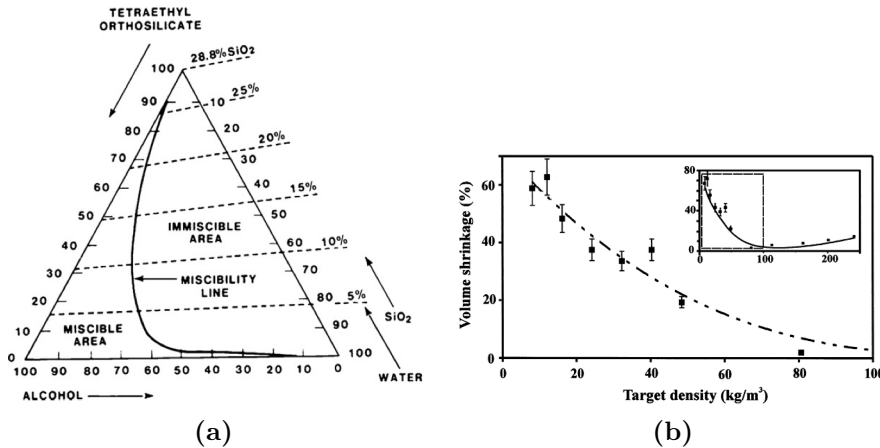 TETRAETHYL
ORTHOSILICATE
28.8% SiO₂
100
25%
90
10
80
20%
20
70
30
60
15%
40
50
50
IMMISCIBLE
AREA
40
10%
60
30
MISCIBILITY
LINE
70
20
5%
80
SiO₂
10
MISCIBLE
AREA
90
0
100
100 90 80 70 60 50 40 30 20 10 0
WATER
ALCOHOL
(a)
Volume shrinkage (%)
60
40
20
0
0 20 40 60 80 100
Target density (kg/m³)
80
40
0
0 100 200
(b)